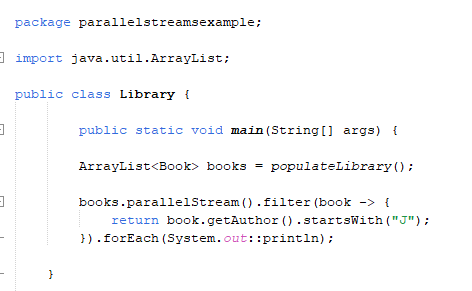 package parallelstreamsexample;
import java.util.ArrayList;
public class Library {
public static void main(String[] args) {
ArrayList<Book> books = populateLibrary();
books.parallelStream().filter(book -> {
return book.getAuthor().startsWith("J");
}).forEach(System.out::println);
}